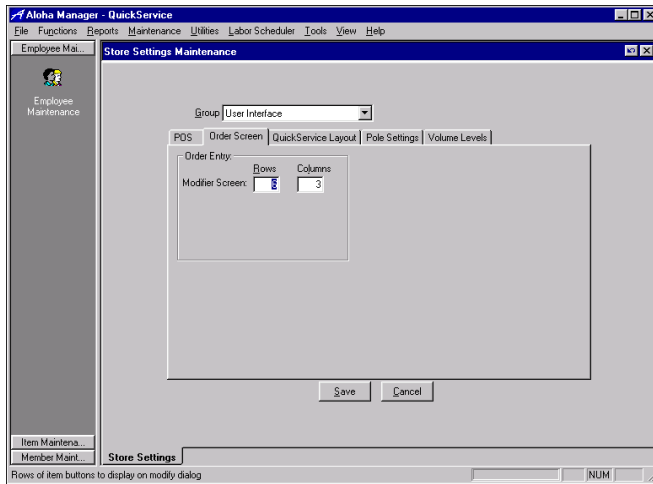 Aloha Manager - QuickService
File Functions Reports Maintenance Utilities Labor Scheduler Tools View Help
Employee Mai...
Store Settings Maintenance
Employee
Maintenance
Group User Interface
POS Order Screen QuickService Layout Pole Settings Volume Levels
Order Entry:
Rows Columns
Modifier Screen: 6 3
Save Cancel
Item Maintena...
Member Maint... Store Settings
Rows of item buttons to display on modify dialog NUM